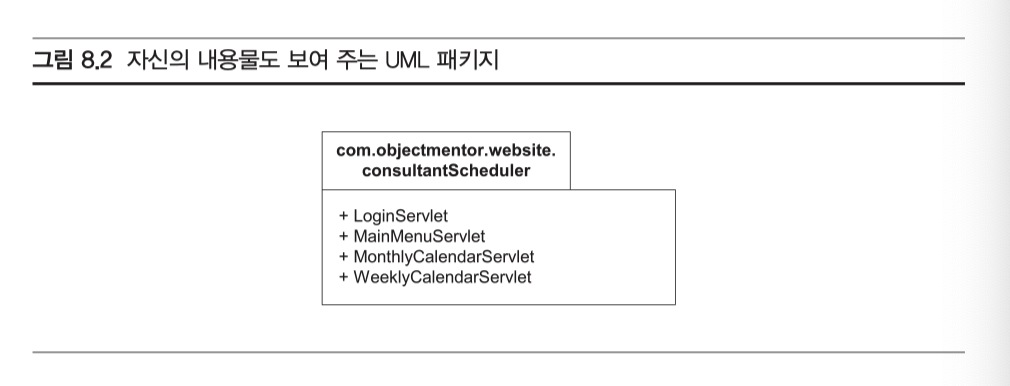 그림 8.2 자신의 내용물도 보여 주는 UML 패키지
com.objectmentor.website.
consultantScheduler
+ LoginServlet
+ MainMenuServlet
+ MonthlyCalendarServlet
+ WeeklyCalendarServlet